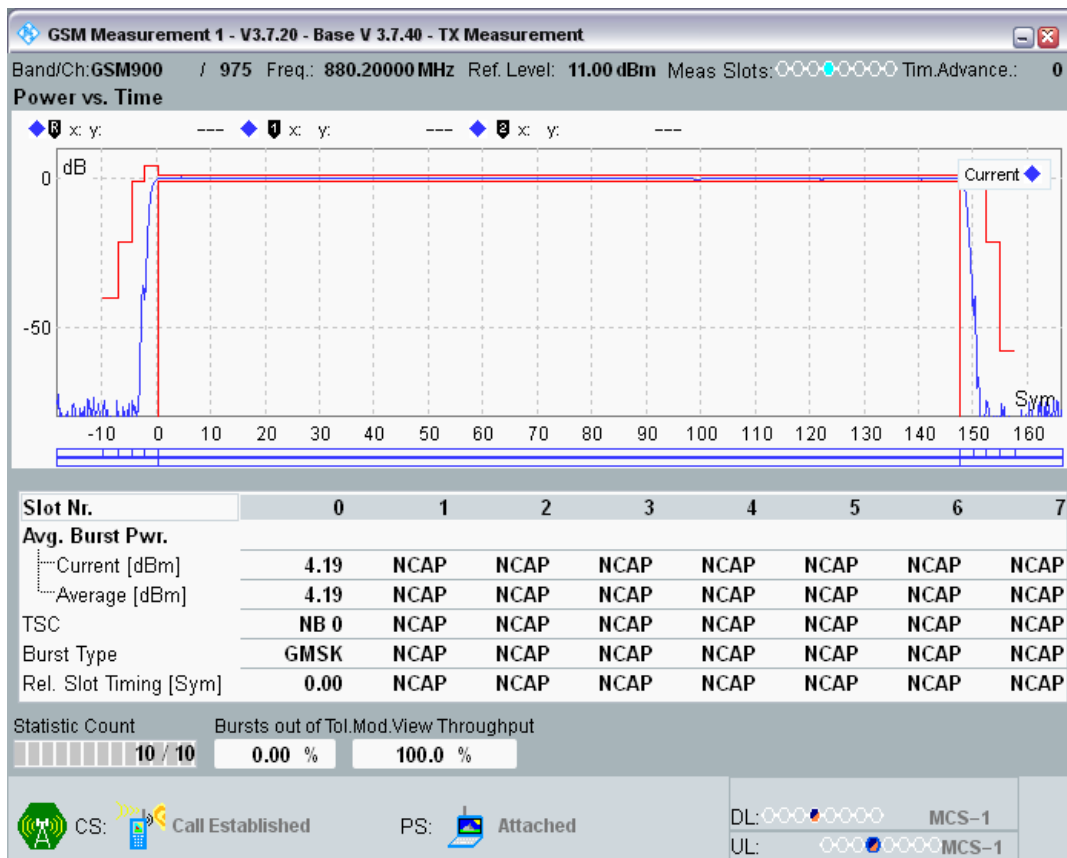 GSM Measurement 1 - V3.7.20 - Base V 3.7.40 - TX Measurement
Band/Ch:GSM900 / 975 Freq.: 880.20000 MHz Ref. Level: 11.00 dBm Meas Slots: Tim.Advance.: 0
Power vs. Time
R x: y: --- 1 x: y: --- 2 x: y: ---
dB
Current
0
-50
Sym
-10 0 10 20 30 40 50 60 70 80 90 100 110 120 130 140 150 160
Slot Nr. 0 1 2 3 4 5 6 7
Avg. Burst Pwr.
Current [dBm] 4.19 NCAP NCAP NCAP NCAP NCAP NCAP NCAP
Average [dBm] 4.19 NCAP NCAP NCAP NCAP NCAP NCAP NCAP
TSC NB 0 NCAP NCAP NCAP NCAP NCAP NCAP NCAP
Burst Type GMSK NCAP NCAP NCAP NCAP NCAP NCAP NCAP
Rel. Slot Timing [Sym] 0.00 NCAP NCAP NCAP NCAP NCAP NCAP NCAP
Statistic Count Bursts out of Tol.Mod.View Throughput
10 / 10 0.00 % 100.0 %
CS: Call Established PS: Attached
DL: MCS-1
UL: MCS-1